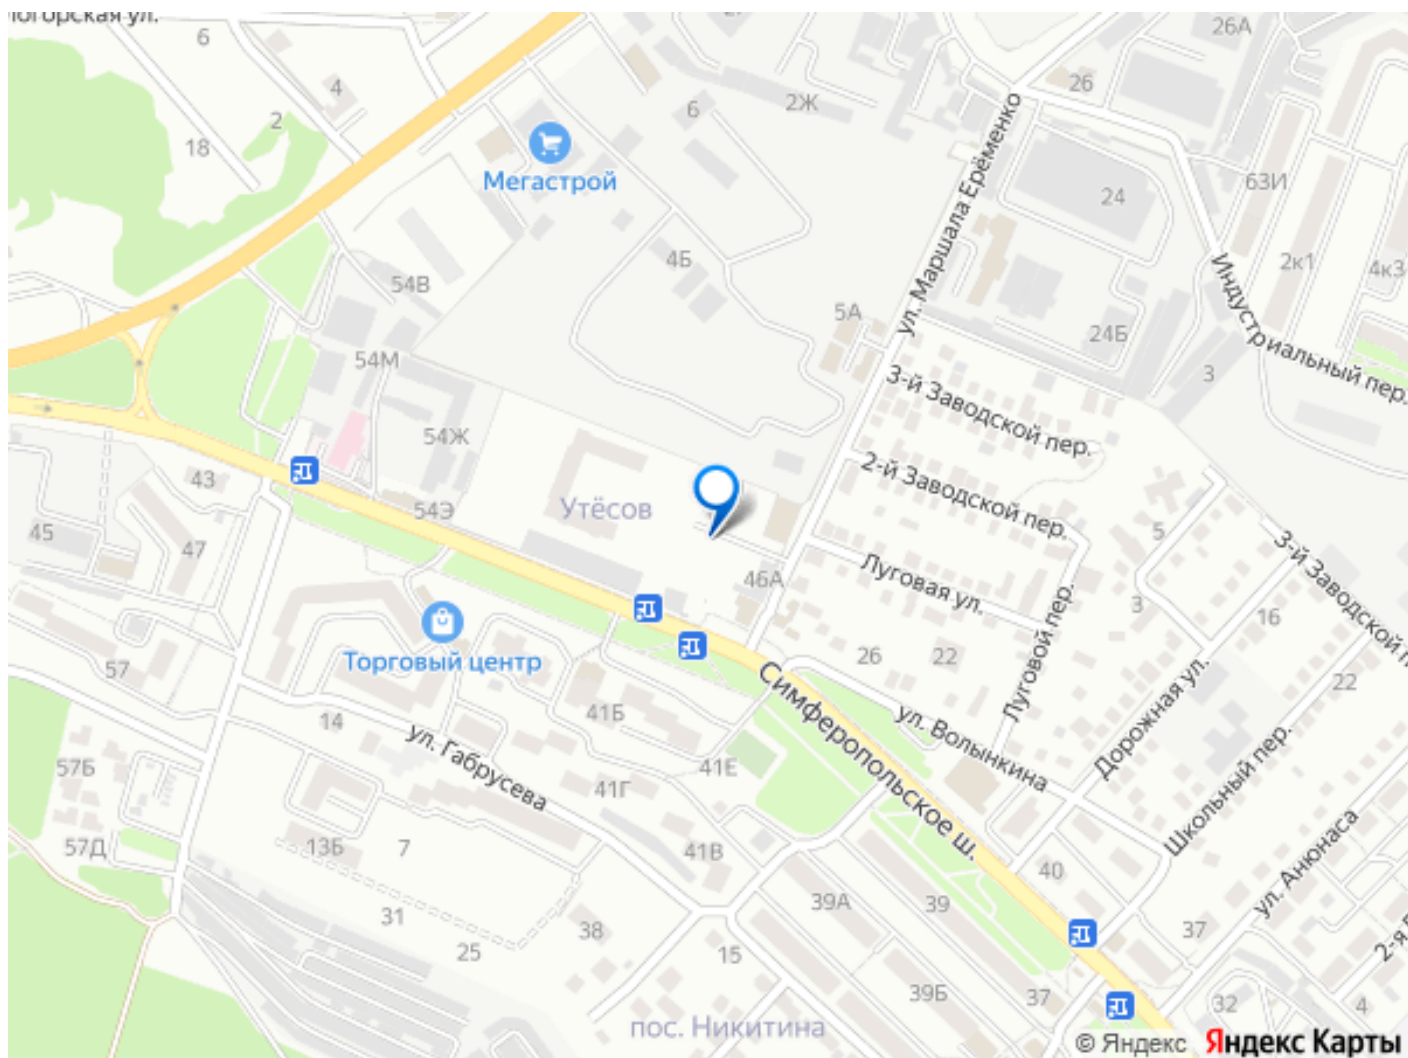 6
26А
4
26
2
6
2Ж
18
24
63И
Мегастрой
ул. Маршала Ерёменко
4Б
2к1
4к3
54В
5А
24Б
54М
3
Индустриальный пер.
3-й Заводской пер.
54Ж
2-й Заводской пер.
43
54Э
Утёсов
45
5
47
46А
Луговая ул.
3
3-й Заводской
16
57
Торговый центр
26
22
Луговой пер.
22
14
41Б
ул. Габрусева
Симферопольское ш.
ул. Волынкина
Дорожная ул.
57Б
41Е
41Г
Школьный пер.
57Д
13Б
7
41В
ул. Анюнаса
40
31
39А
39
25
38
37
15
39Б
37
32
4
пос. Никитина
© Яндекс Яндекс Карты